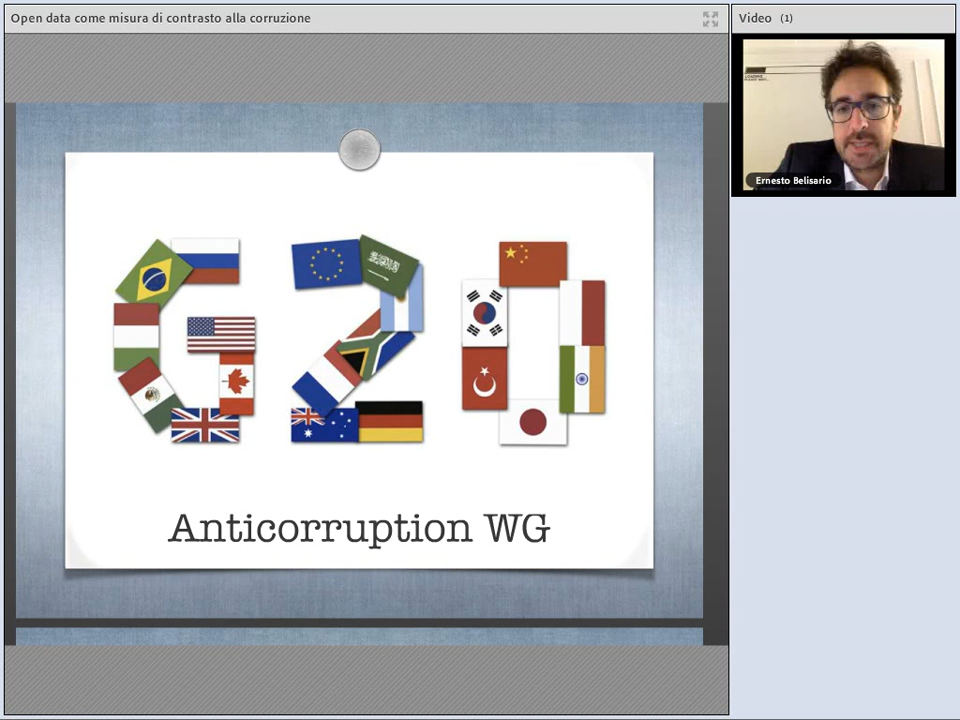 Open data come misura di contrasto alla corruzione
Video (1)
Ernesto Belisario
Anticorruption WG